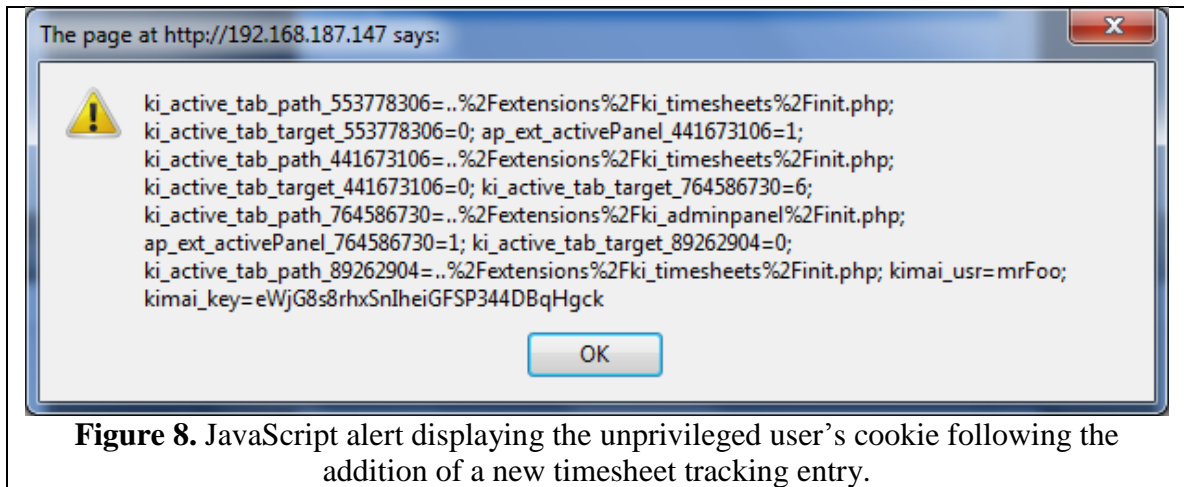 The page at http://192.168.187.147 says:
ki_active_tab_path_553778306=..%2Fextensions%2Fki_timesheets%2Finit.php;
ki_active_tab_target_553778306=0; ap_ext_activePanel_441673106=1;
ki_active_tab_path_441673106=..%2Fextensions%2Fki_timesheets%2Finit.php;
ki_active_tab_target_441673106=0; ki_active_tab_target_764586730=6;
ki_active_tab_path_764586730=..%2Fextensions%2Fki_adminpanel%2Finit.php;
ap_ext_activePanel_764586730=1; ki_active_tab_target_89262904=0;
ki_active_tab_path_89262904=..%2Fextensions%2Fki_timesheets%2Finit.php; kimai_usr=mrFoo;
kimai_key=eWjG8s8rhxSnIheiGFSP344DBqHgck
OK
Figure 8. JavaScript alert displaying the unprivileged user’s cookie following the
addition of a new timesheet tracking entry.